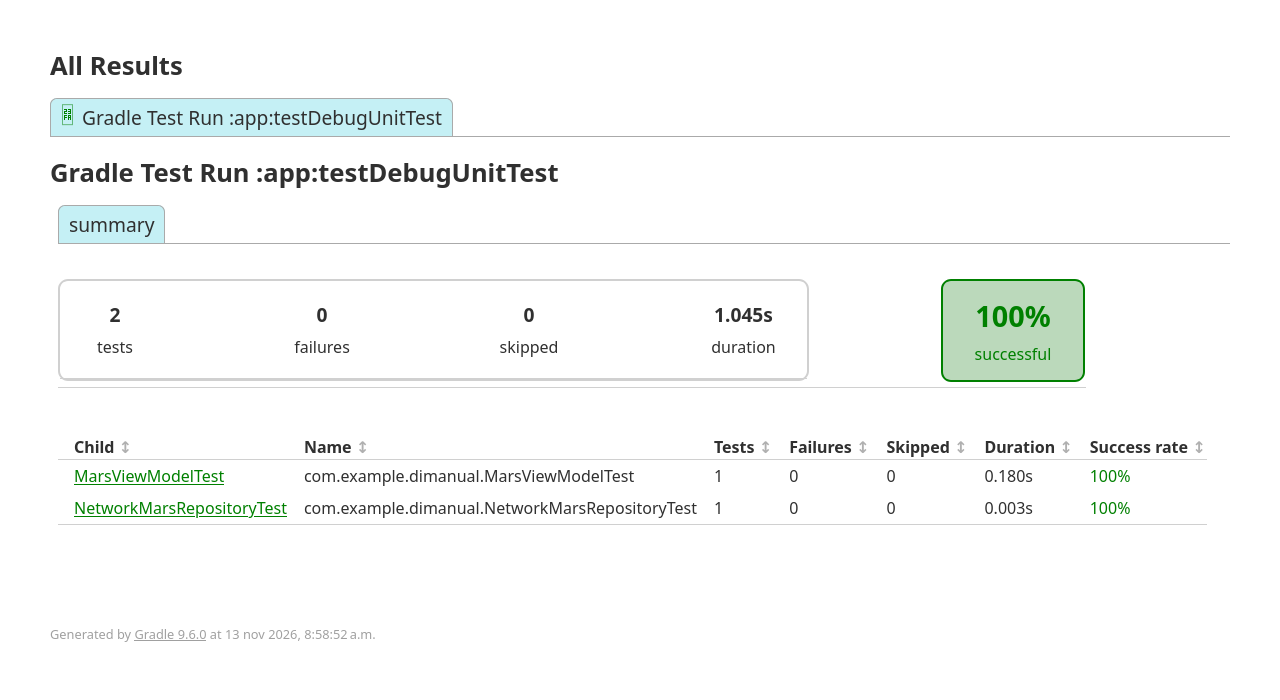 All Results
Gradle Test Run :app:testDebugUnitTest
Gradle Test Run :app:testDebugUnitTest
summary
2 0 0 1.045s 100%
tests failures skipped duration successful
Child ↕ Name ↕ Tests ↕ Failures ↕ Skipped ↕ Duration ↕ Success rate ↕
MarsViewModelTest com.example.dimanual.MarsViewModelTest 1 0 0 0.180s 100%
NetworkMarsRepositoryTest com.example.dimanual.NetworkMarsRepositoryTest 1 0 0 0.003s 100%
Generated by Gradle 9.6.0 at 13 nov 2026, 8:58:52 a.m.